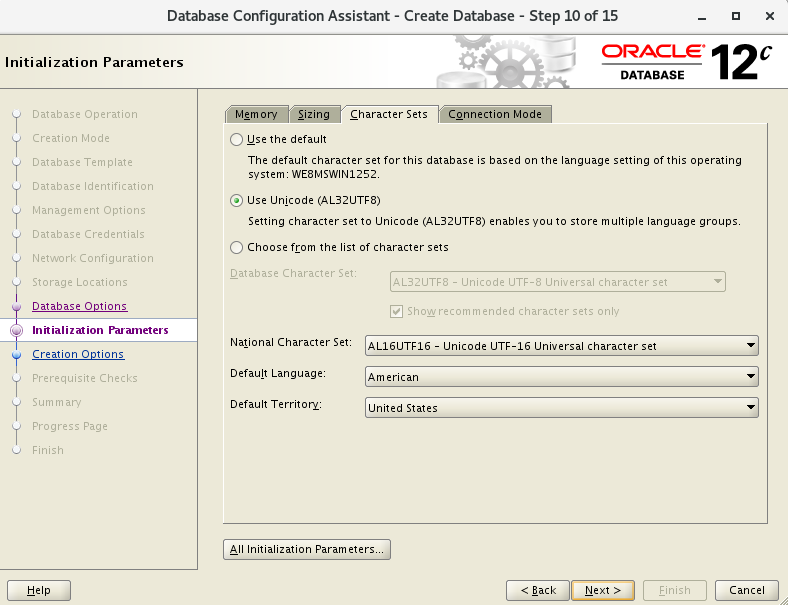 Database Configuration Assistant - Create Database - Step 10 of 15
Initialization Parameters
ORACLE®
DATABASE
12c
Database Operation
Creation Mode
Database Template
Database Identification
Management Options
Database Credentials
Network Configuration
Storage Locations
Database Options
Initialization Parameters
Creation Options
Prerequisite Checks
Summary
Progress Page
Finish
Memory
Sizing
Character Sets
Connection Mode
Use the default
The default character set for this database is based on the language setting of this operating
system: WE8MSWIN1252.
Use Unicode (AL32UTF8)
Setting character set to Unicode (AL32UTF8) enables you to store multiple language groups.
Choose from the list of character sets
Database Character Set:
AL32UTF8 - Unicode UTF-8 Universal character set
Show recommended character sets only
National Character Set:
AL16UTF16 - Unicode UTF-16 Universal character set
Default Language:
American
Default Territory:
United States
All Initialization Parameters...
Help
< Back
Next >
Finish
Cancel